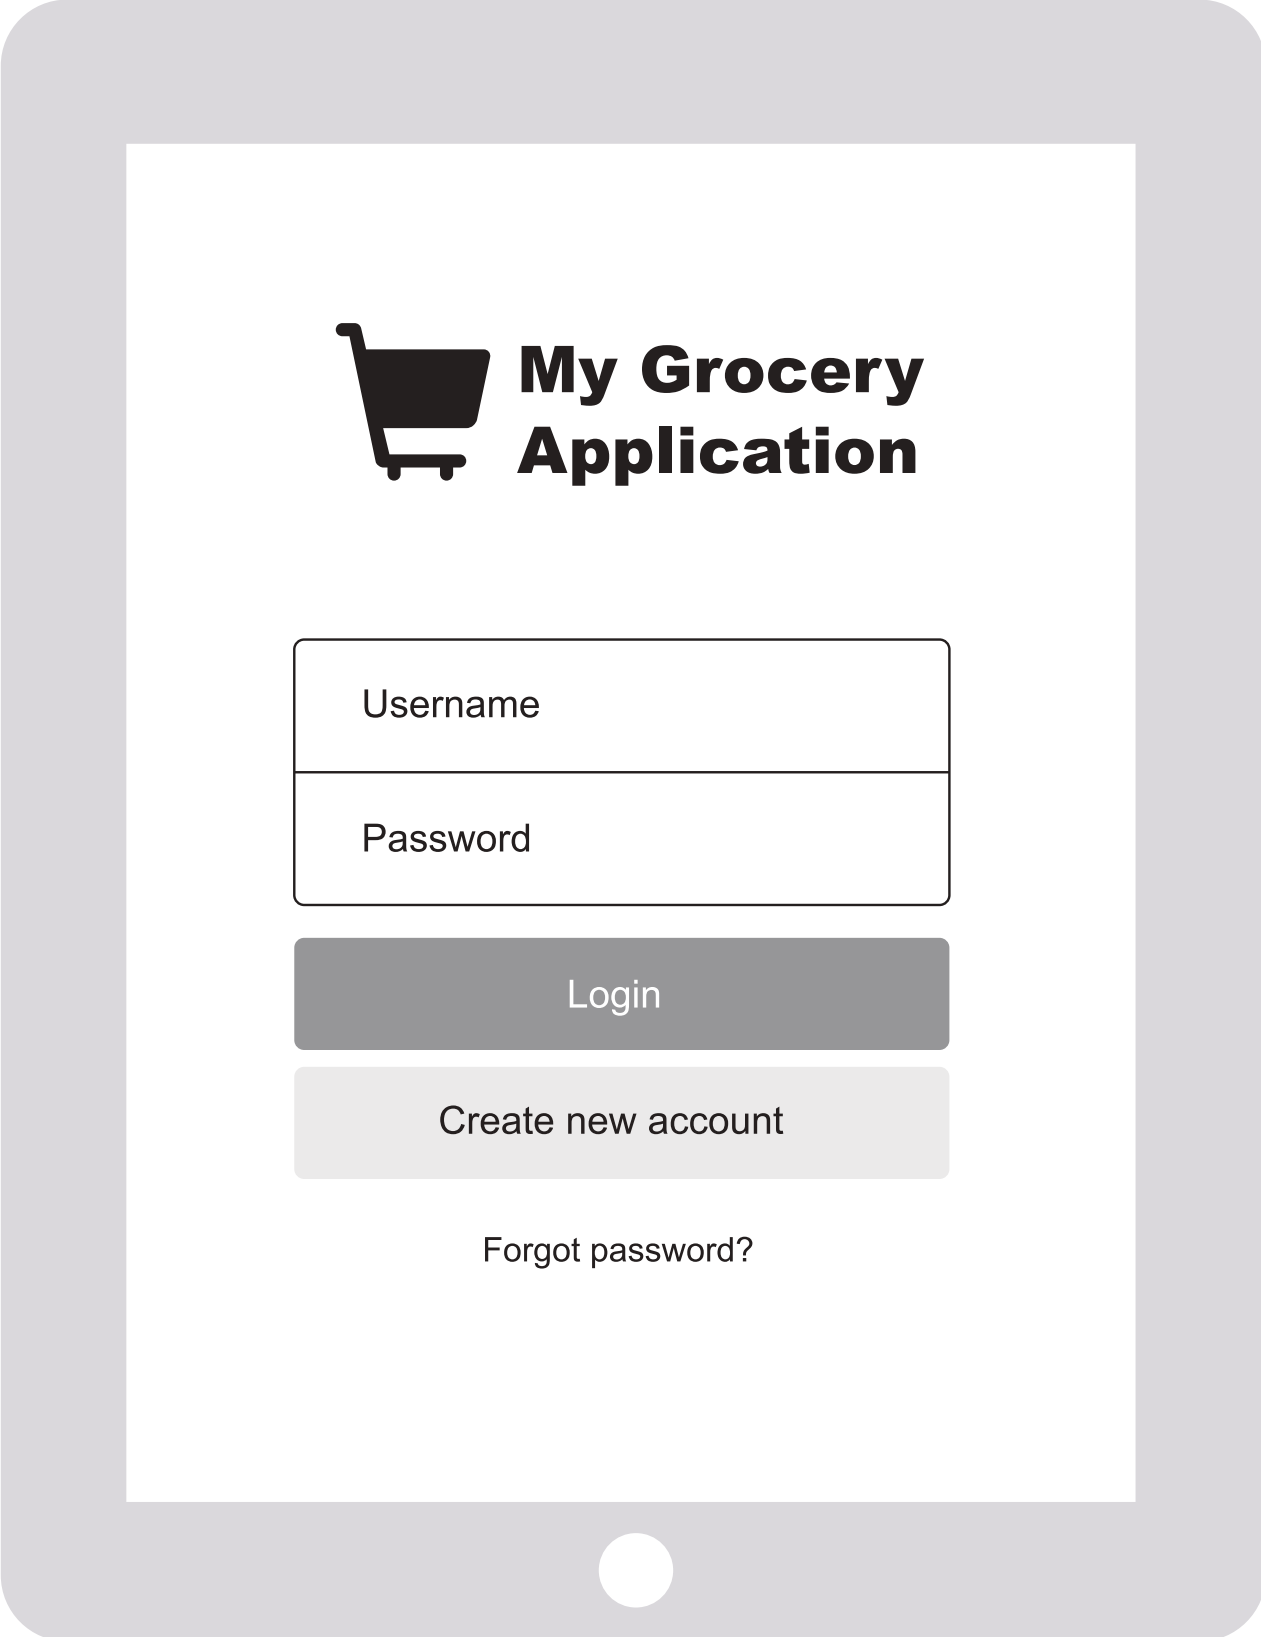 My Grocery
Application
Username
Password
Login
Create new account
Forgot password?